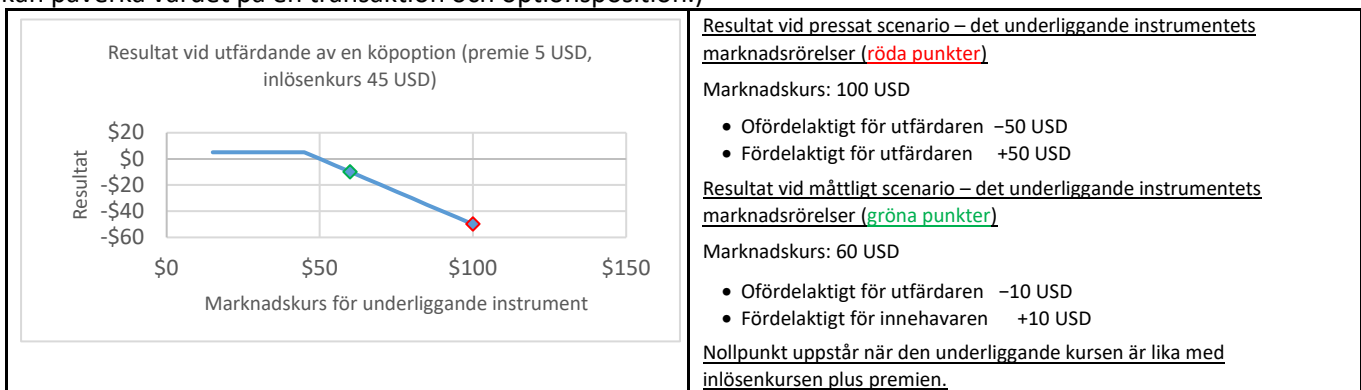 kan påverka värdet på en transaktion och optionsposition.)
Resultat vid utfärdande av en köpoption (premie 5 USD,
inlösenkurs 45 USD)
$20
$0
-$20
-$40
-$60
Resultat
$0 $50 $100 $150
Marknadskurs för underliggande instrument
Resultat vid pressat scenario – det underliggande instrumentets
marknadsrörelser (röda punkter)
Marknadskurs: 100 USD
• Ofördelaktigt för utfärdaren −50 USD
• Fördelaktigt för utfärdaren +50 USD
Resultat vid måttligt scenario – det underliggande instrumentets
marknadsrörelser (gröna punkter)
Marknadskurs: 60 USD
• Ofördelaktigt för utfärdaren −10 USD
• Fördelaktigt för innehavaren +10 USD
Nollpunkt uppstår när den underliggande kursen är lika med
inlösenkursen plus premien.